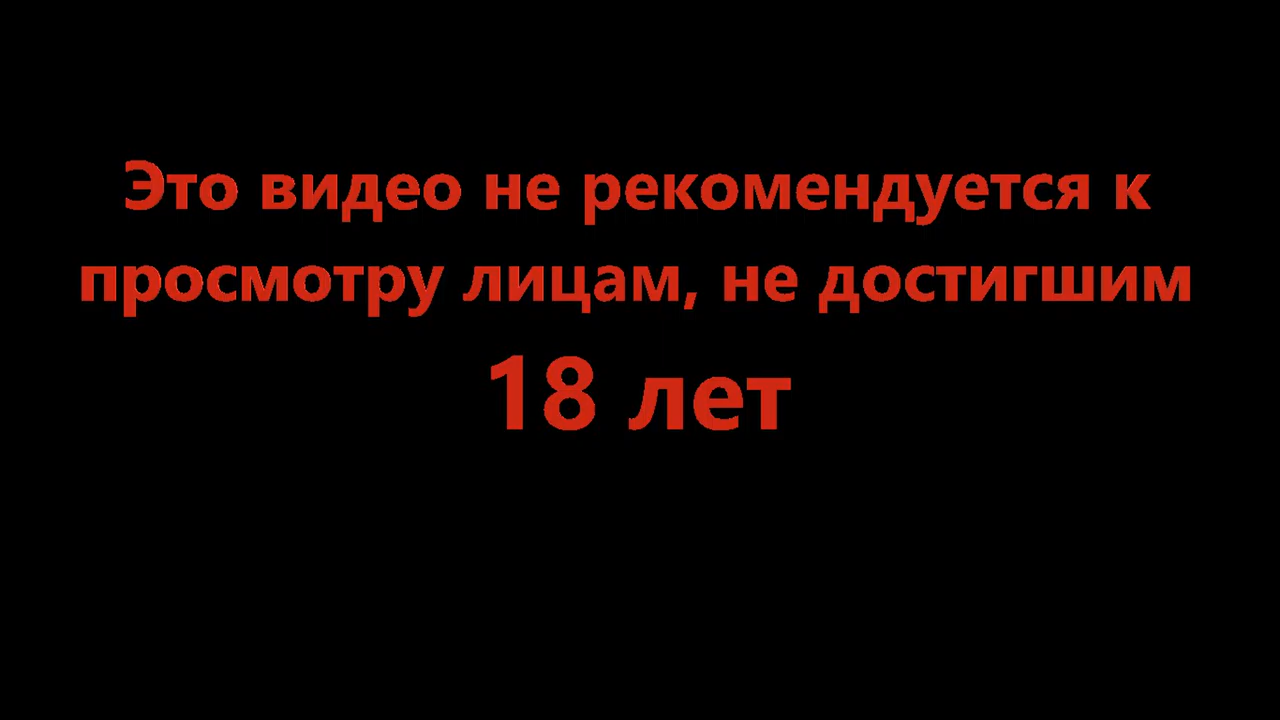 Это видео не рекомендуется к
просмотру лицам, не достигшим
18 лет